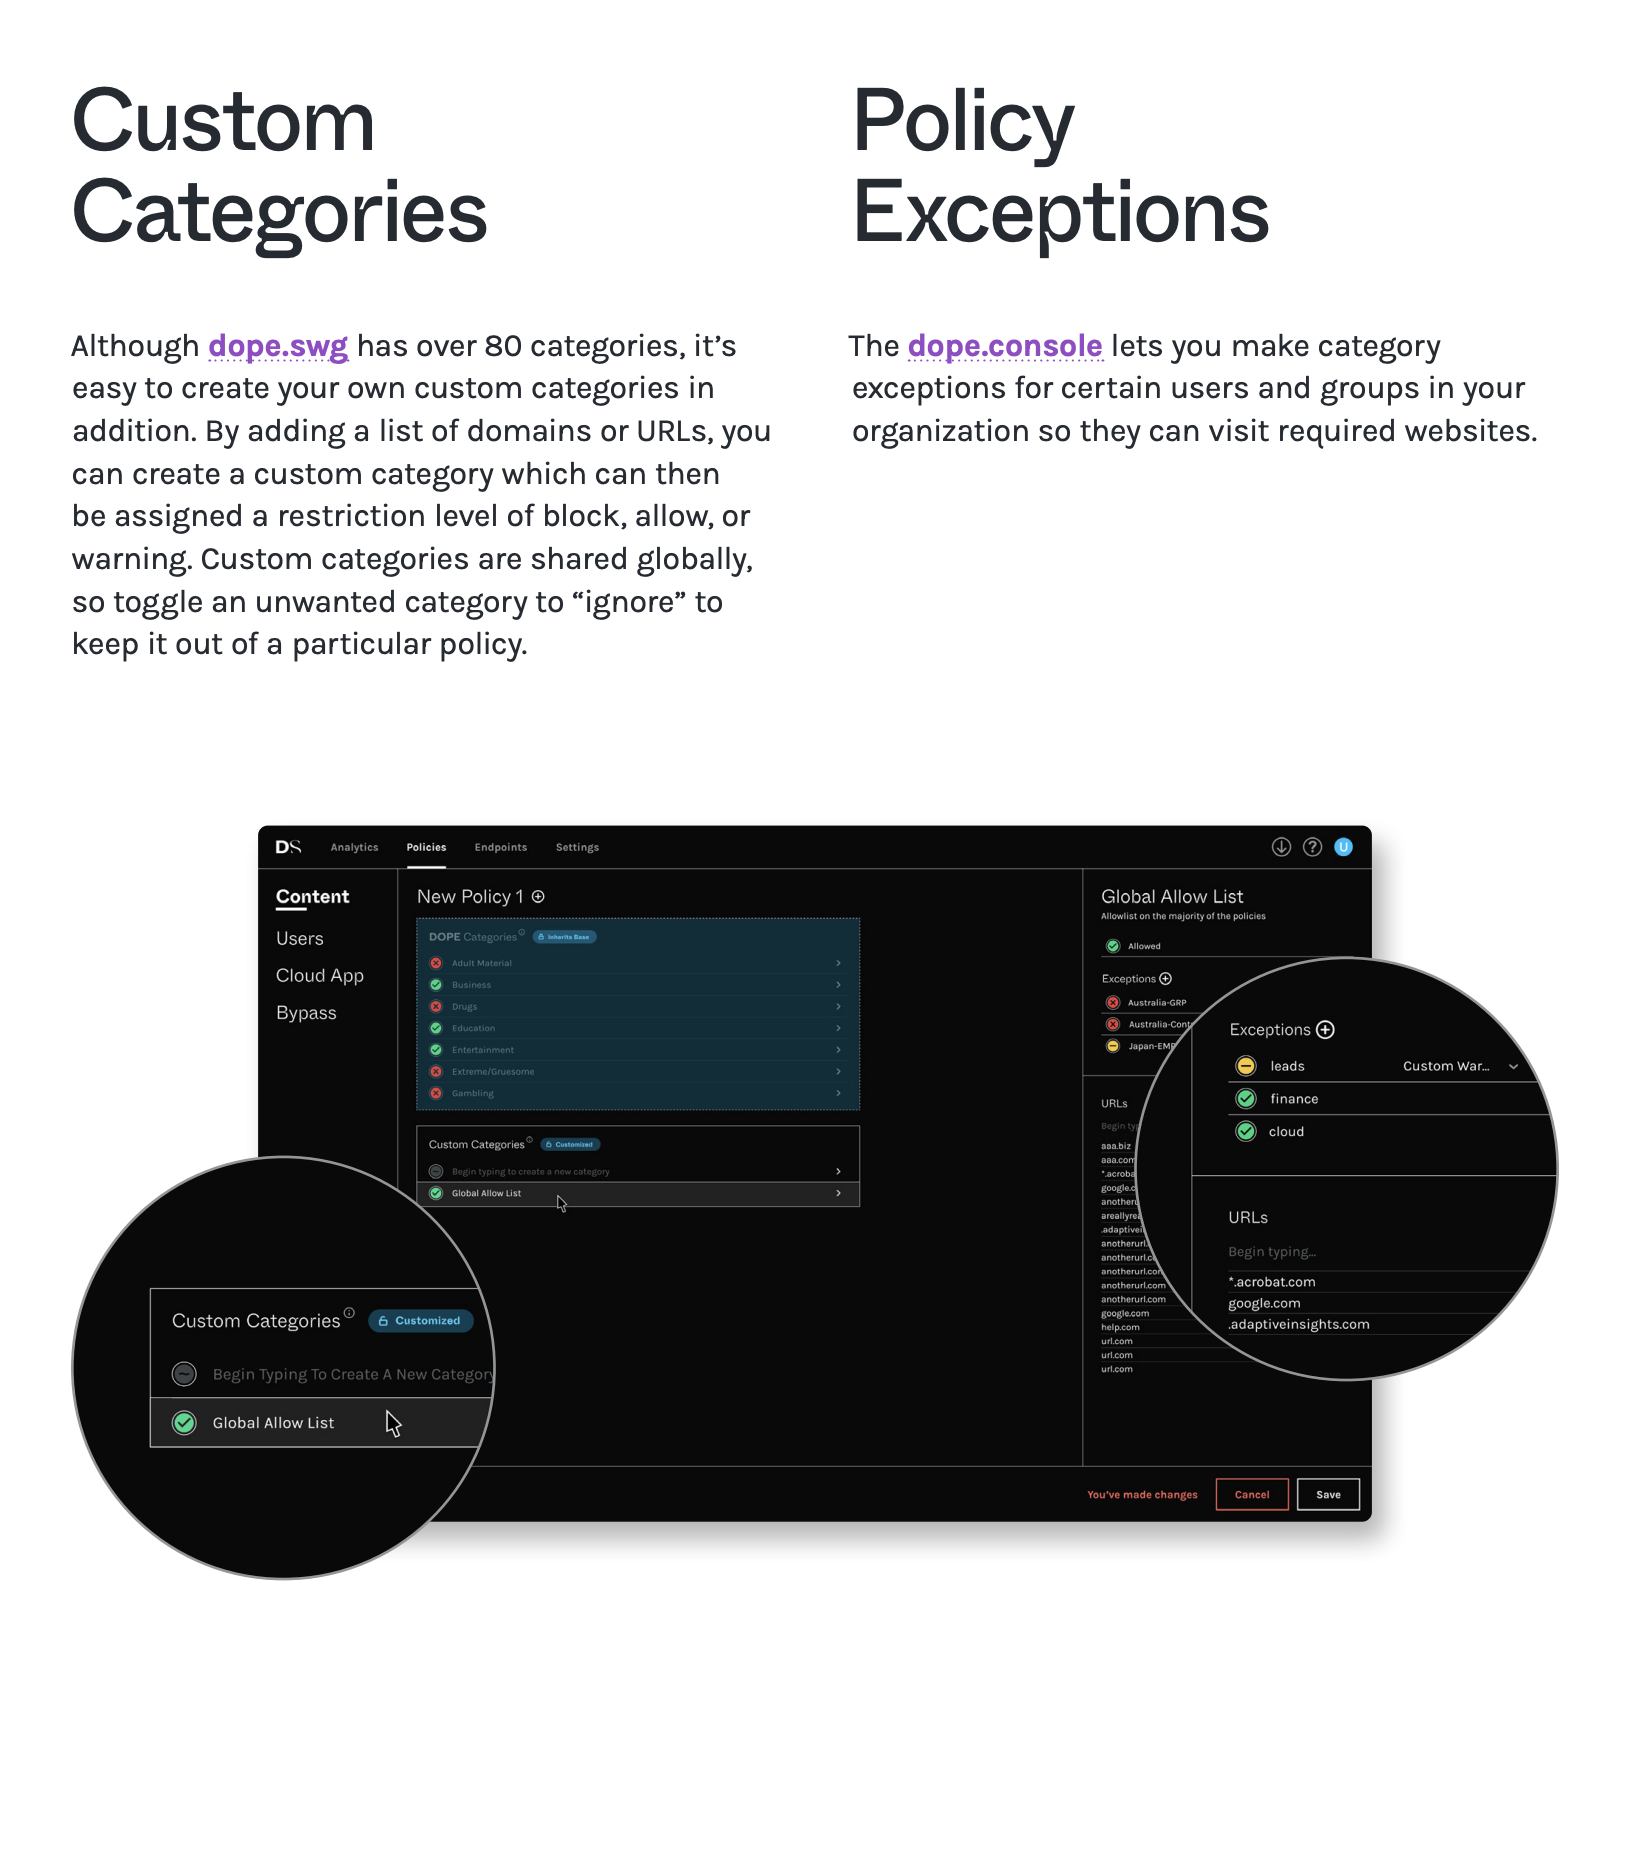 Custom
Categories
Although dope.swg has over 80 categories, it’s
easy to create your own custom categories in
addition. By adding a list of domains or URLs, you
can create a custom category which can then
be assigned a restriction level of block, allow, or
warning. Custom categories are shared globally,
so toggle an unwanted category to “ignore” to
keep it out of a particular policy.
Policy
Exceptions
The dope.console lets you make category
exceptions for certain users and groups in your
organization so they can visit required websites.
DS Analytics Policies Endpoints Settings U
Content
Users
Cloud App
Bypass
New Policy 1
DOPE Categories Inherits Base
Adult Material
Business
Drugs
Education
Entertainment
Extreme/Gruesome
Gambling
Custom Categories Customized
Begin typing to create a new category
Global Allow List
Global Allow List
Allowlist on the majority of the policies
Allowed
Exceptions
Australia-GRP
Australia-Cont
Japan-EMP
URLs
Begin
aaa.biz
aaa.com
*.acroba
google.c
anotheru
areallyrea
.adaptivei
anotherurl.
anotherurl.c
anotherurl.com
anotherurl.com
anotherurl.com
google.com
help.com
url.com
url.com
url.com
Exceptions
leads Custom War...
finance
cloud
URLs
Begin typing...
*.acrobat.com
google.com
.adaptiveinsights.com
Custom Categories Customized
Begin Typing To Create A New Category
Global Allow List
You’ve made changes Cancel Save